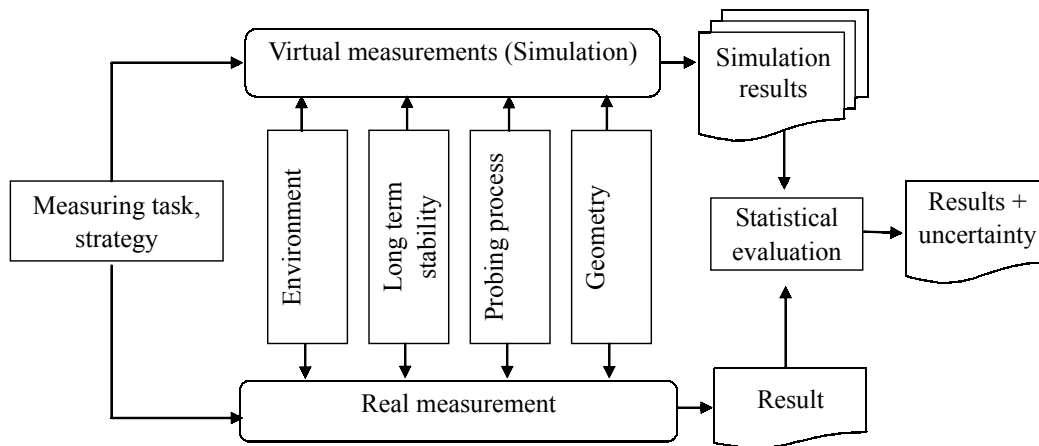 Virtual measurements (Simulation)
Simulation
results
Measuring task,
strategy
Environment
Long term
stability
Probing process
Geometry
Statistical
evaluation
Results +
uncertainty
Real measurement
Result